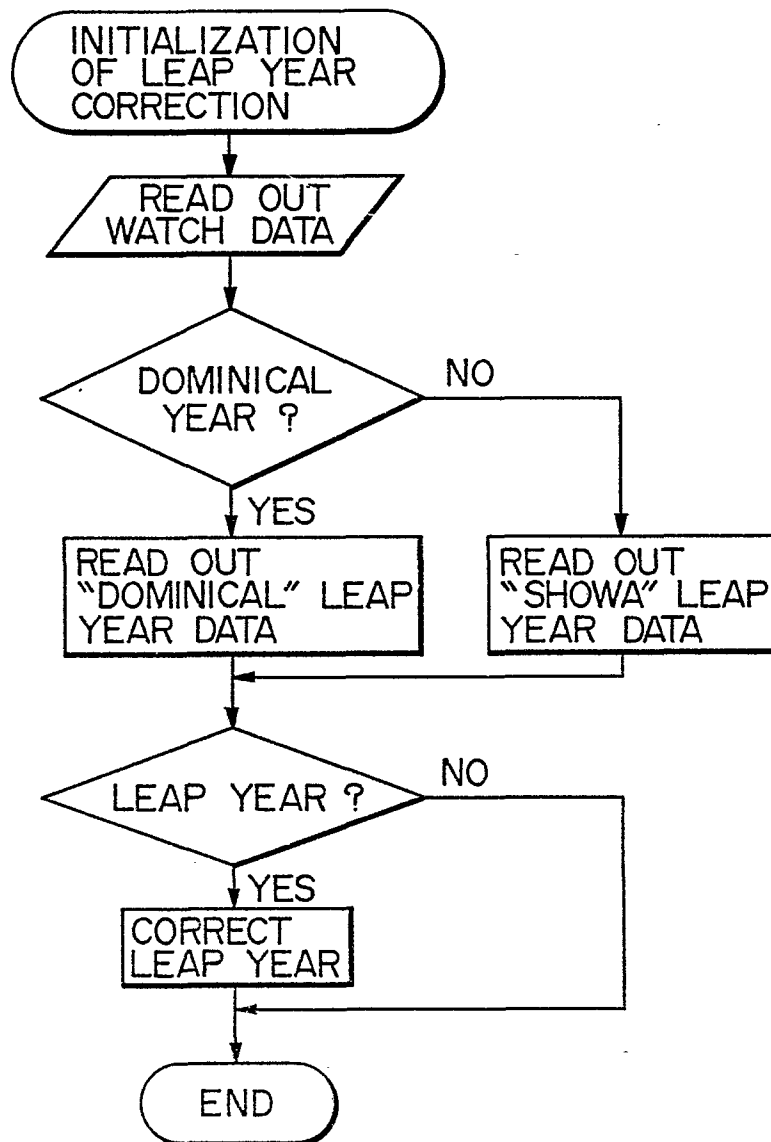 INITIALIZATION
OF LEAP YEAR
CORRECTION
READ OUT
WATCH DATA
DOMINICAL
YEAR ?
NO
YES
READ OUT
"DOMINICAL" LEAP
YEAR DATA
READ OUT
"SHOWA" LEAP
YEAR DATA
LEAP YEAR ?
NO
YES
CORRECT
LEAP YEAR
END